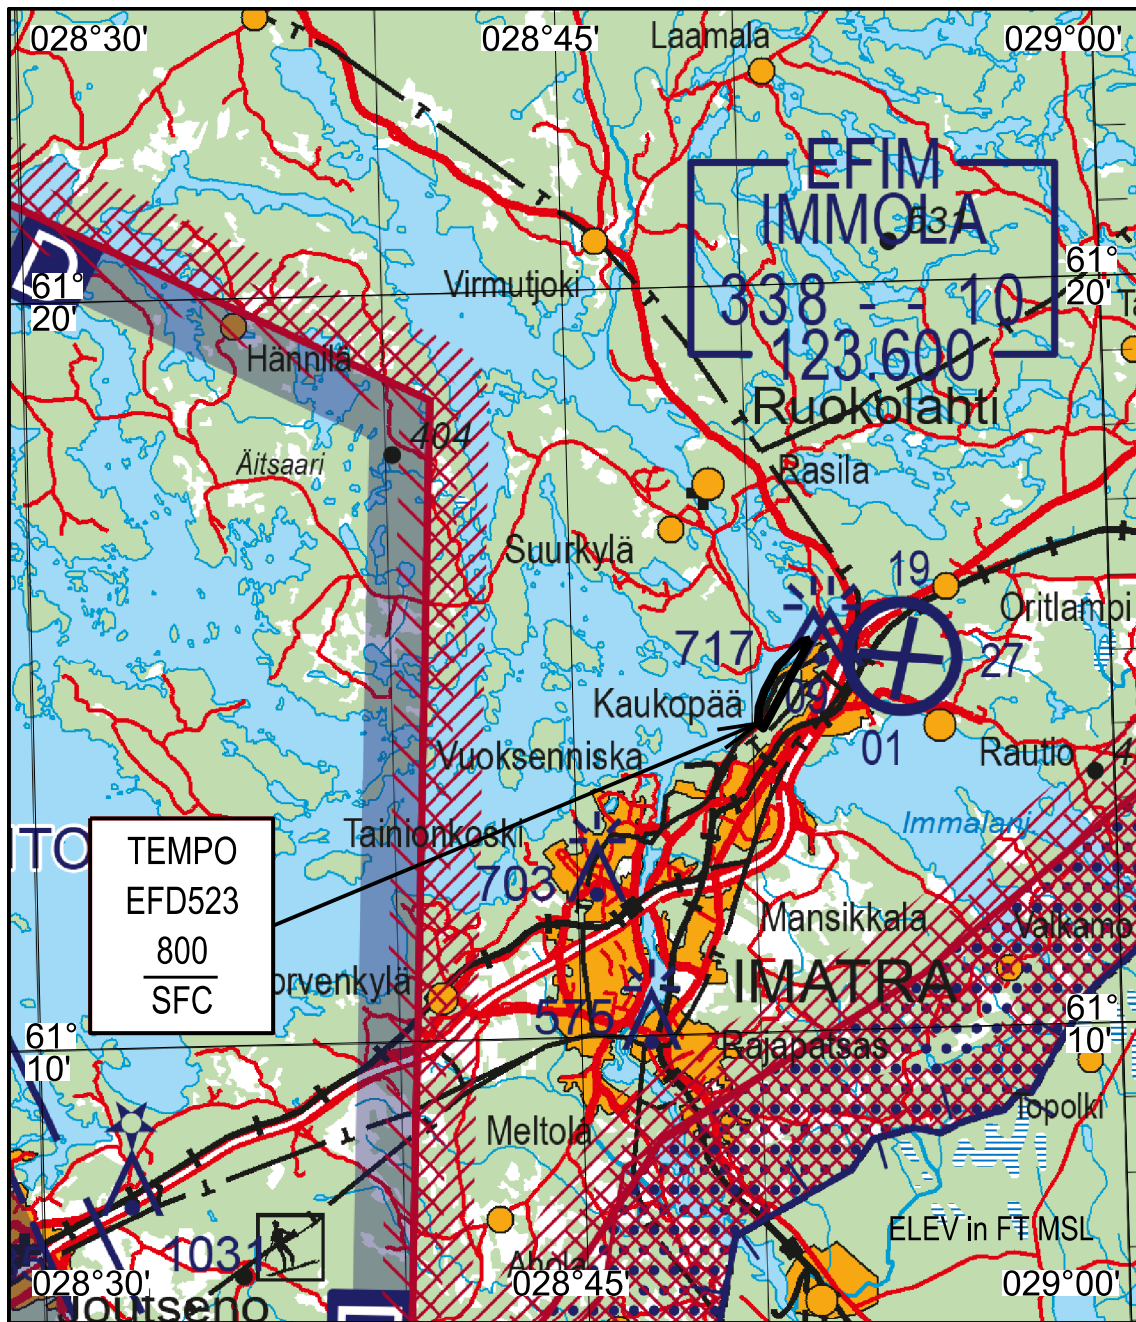 028°30'
028°45'
029°00'
Laamala
EFIM
IMMOLA
531
338 -- 10
123.600
61°
20'
61°
20'
D
Virmutjoki
Hännilä
Ruokolahti
404
Äitsaari
Rasila
Suurkylä
19
Oritlampi
717
27
Kaukopää
09
01
Rautio
Vuoksenniska
Immalanj
Tainionkoski
TEMPO
EFD523
800
SFC
703
Mansikkala
Valkamo
IMATRA
orvenkylä
575
Rajapatsas
61°
10'
61°
10'
Topolki
Meltola
ELEV in FT MSL
1031
Ahola
028°30'
028°45'
029°00'
Joutseno